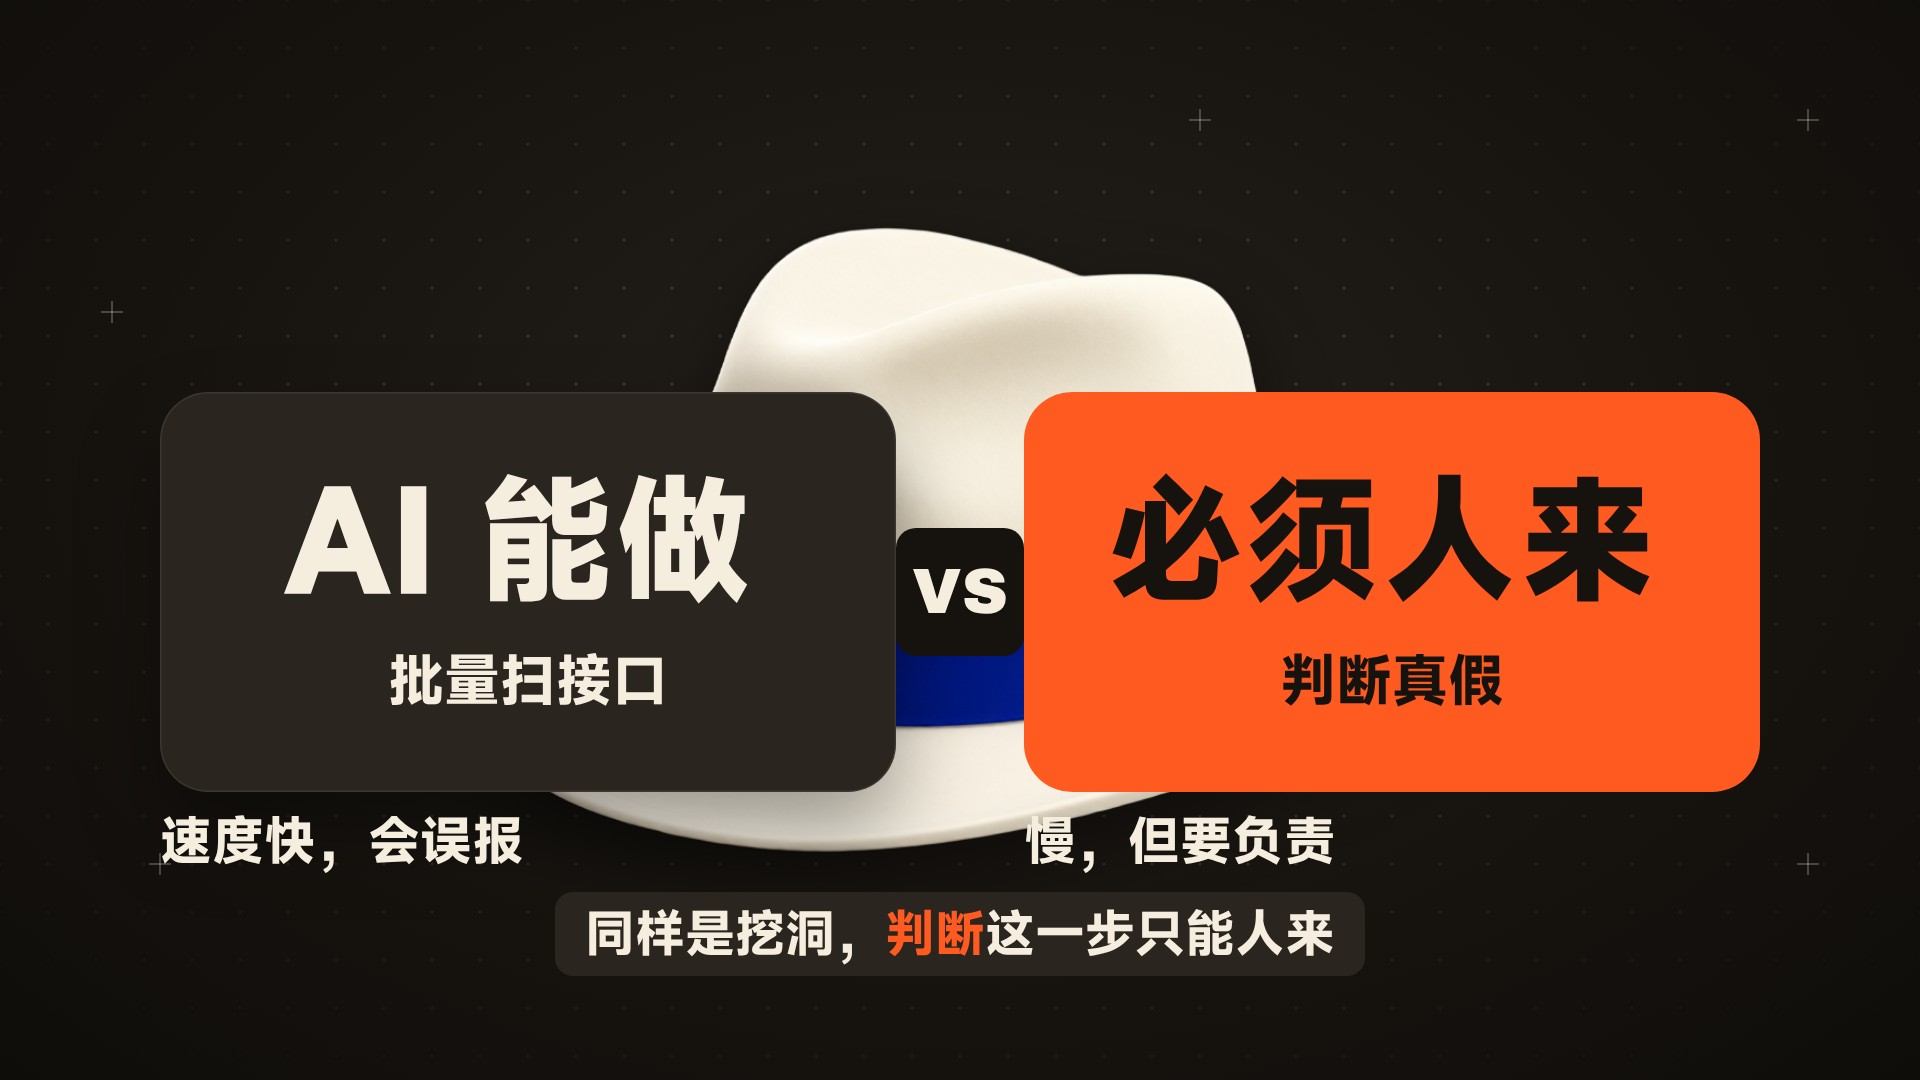 AI 能做
批量扫接口
VS
必须人来
判断真假
速度快，会误报
慢，但要负责
同样是挖洞，判断这一步只能人来